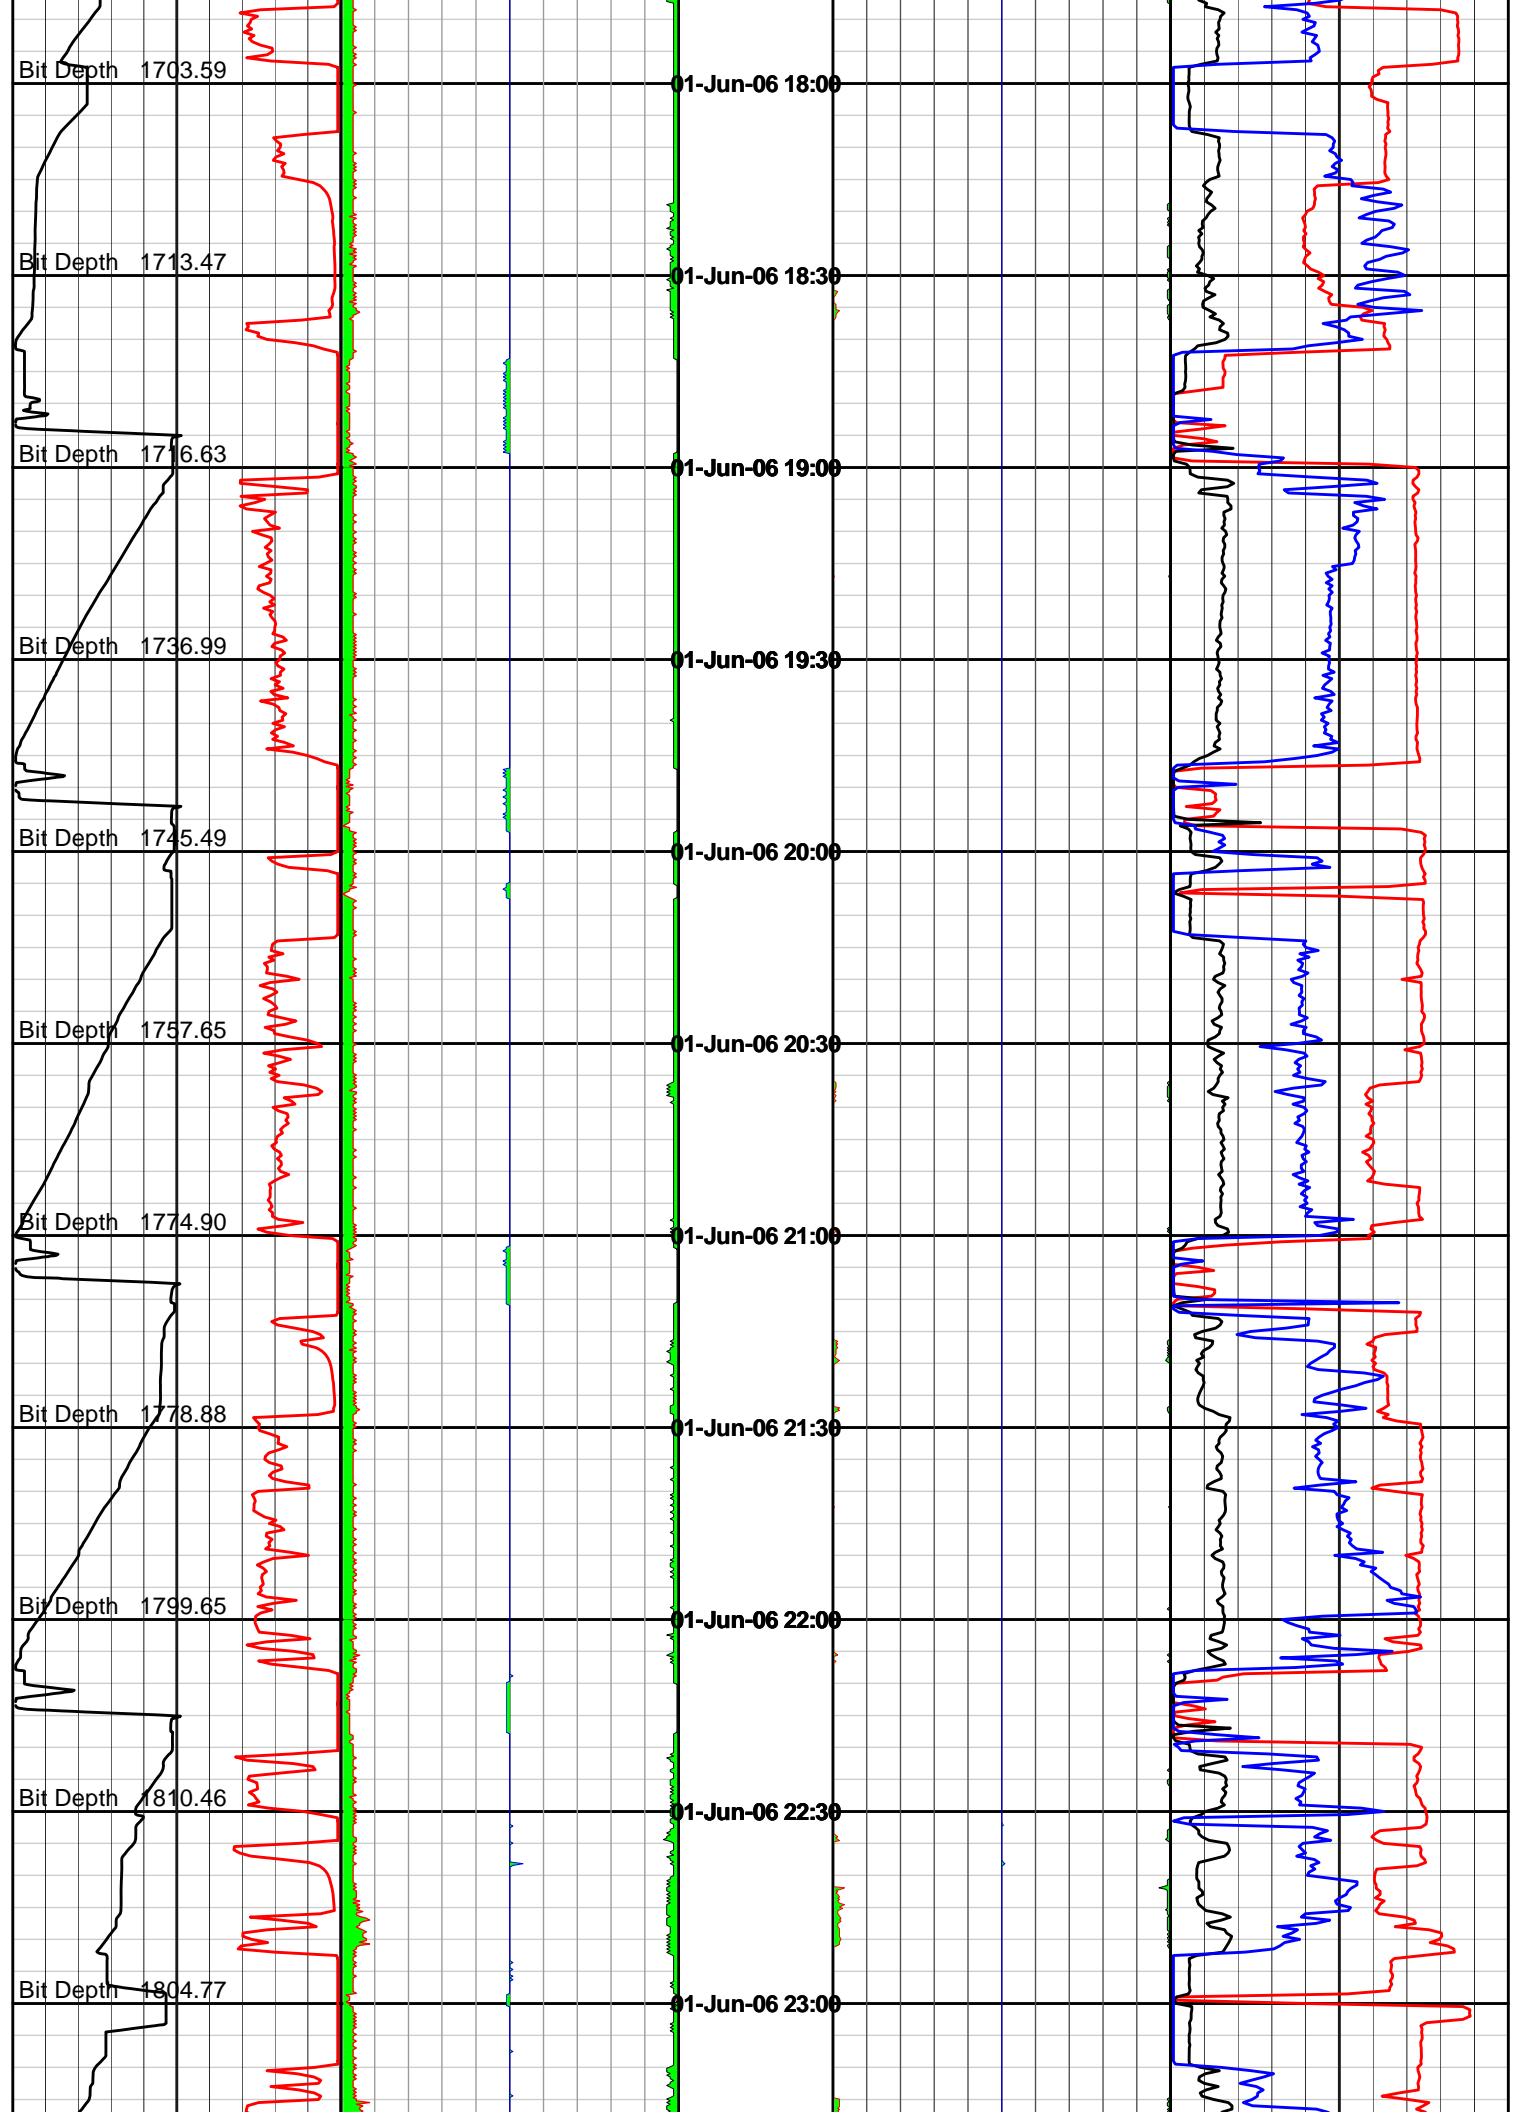 Bit Depth 1703.59
01-Jun-06 18:00
Bit Depth 1713.47
01-Jun-06 18:30
Bit Depth 1716.63
01-Jun-06 19:00
Bit Depth 1736.99
01-Jun-06 19:30
Bit Depth 1745.49
01-Jun-06 20:00
Bit Depth 1757.65
01-Jun-06 20:30
Bit Depth 1774.90
01-Jun-06 21:00
Bit Depth 1778.88
01-Jun-06 21:30
Bit Depth 1799.65
01-Jun-06 22:00
Bit Depth 1810.46
01-Jun-06 22:30
Bit Depth 1804.77
01-Jun-06 23:00